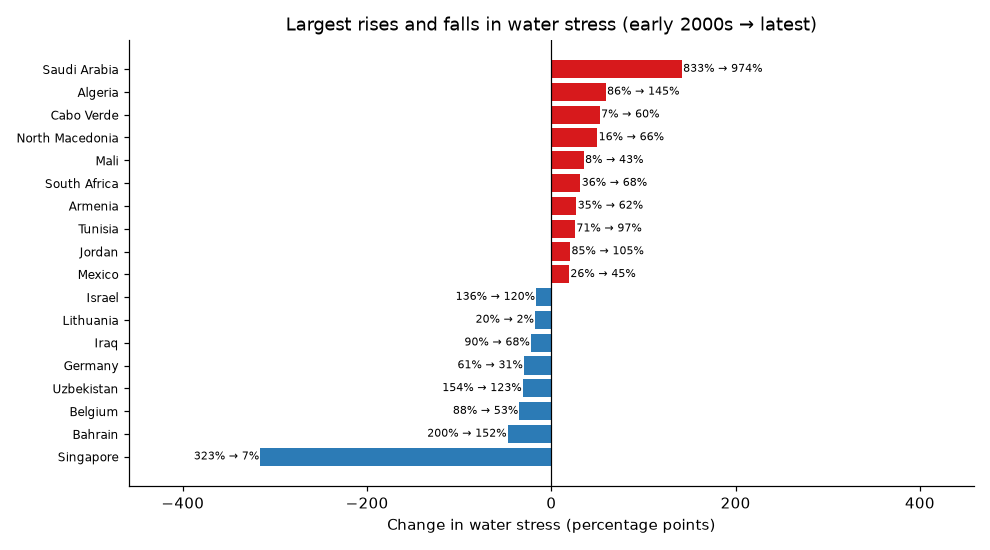 Largest rises and falls in water stress (early 2000s → latest)
Saudi Arabia 833% → 974%
Algeria 86% → 145%
Cabo Verde 7% → 60%
North Macedonia 16% → 66%
Mali 8% → 43%
South Africa 36% → 68%
Armenia 35% → 62%
Tunisia 71% → 97%
Jordan 85% → 105%
Mexico 26% → 45%
Israel 136% → 120%
Lithuania 20% → 2%
Iraq 90% → 68%
Germany 61% → 31%
Uzbekistan 154% → 123%
Belgium 88% → 53%
Bahrain 200% → 152%
Singapore 323% → 7%
−400 −200 0 200 400
Change in water stress (percentage points)